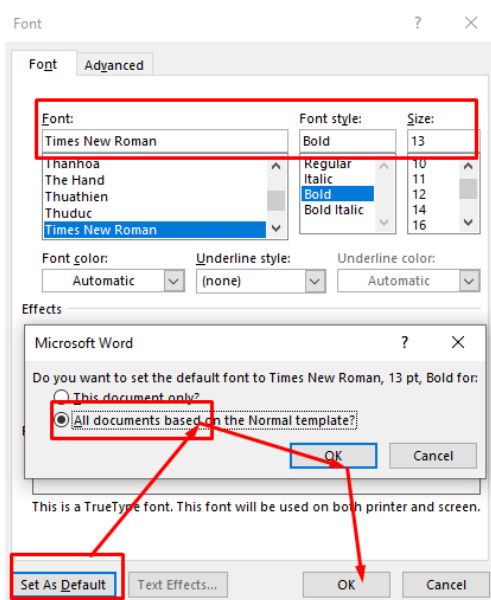 Font ? ×
Font Advanced
Font: Font style: Size:
Times New Roman Bold 13
Thanhoa Regular 10
The Hand Italic 11
Thuathien Bold 12
Thuduc Bold Italic 14
Times New Roman 16
Font color: Underline style: Underline color:
Automatic (none) Automatic
Effects
Microsoft Word ? ×
Do you want to set the default font to Times New Roman, 13 pt, Bold for:
This document only?
All documents based on the Normal template?
OK Cancel
This is a TrueType font. This font will be used on both printer and screen.
Set As Default Text Effects... OK Cancel